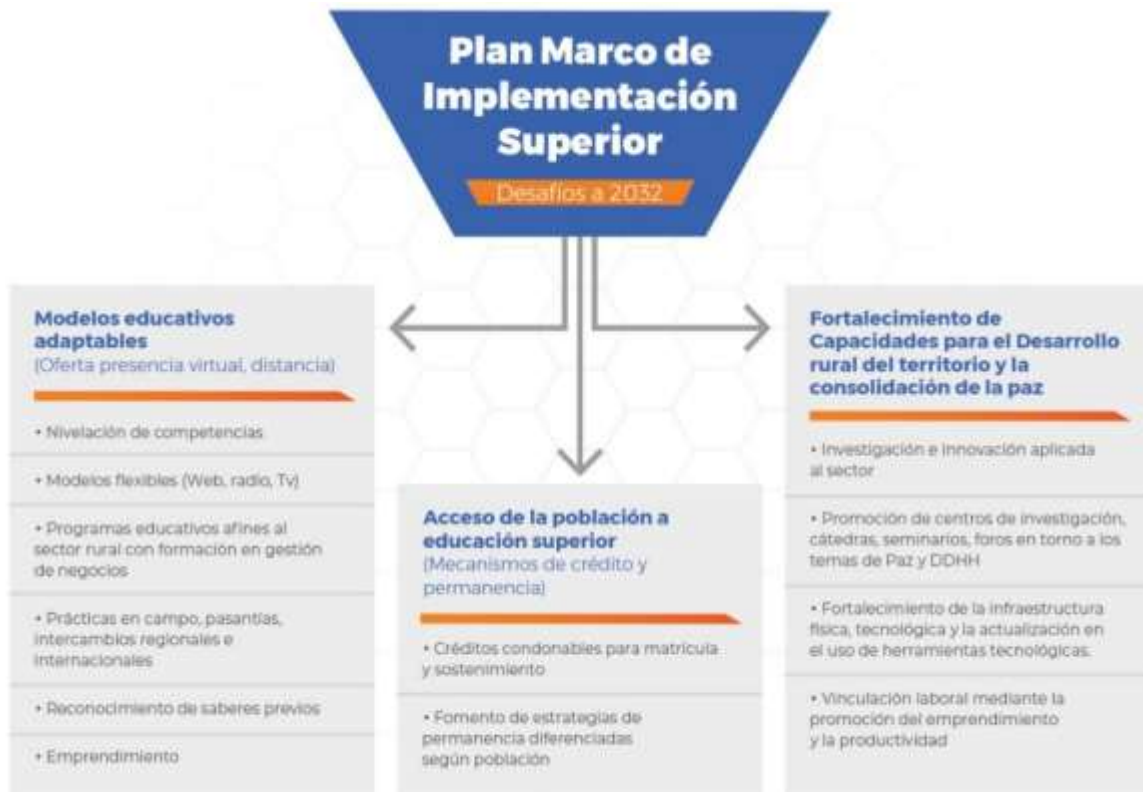 Plan Marco de
Implementación
Superior
Desafíos a 2032
Modelos educativos
adaptables
(Oferta presencia virtual, distancia)
• Nivelación de competencias.
• Modelos flexibles (Web, radio, Tv)
• Programas educativos afines al
sector rural con formación en gestión
de negocios
• Prácticas en campo, pasantías,
intercambios regionales e
internacionales
• Reconocimiento de saberes previos
• Emprendimiento
Acceso de la población a
educación superior
(Mecanismos de crédito y
permanencia)
• Créditos condonables para matrícula
y sostenimiento
• Fomento de estrategias de
permanencia diferenciadas
según población
Fortalecimiento de
Capacidades para el Desarrollo
rural del territorio y la
consolidación de la paz
• Investigación e innovación aplicada
al sector
• Promoción de centros de investigación,
cátedras, seminarios, foros en torno a los
temas de Paz y DDHH
• Fortalecimiento de la infraestructura
física, tecnológica y la actualización en
el uso de herramientas tecnológicas.
• Vinculación laboral mediante la
promoción del emprendimiento
y la productividad